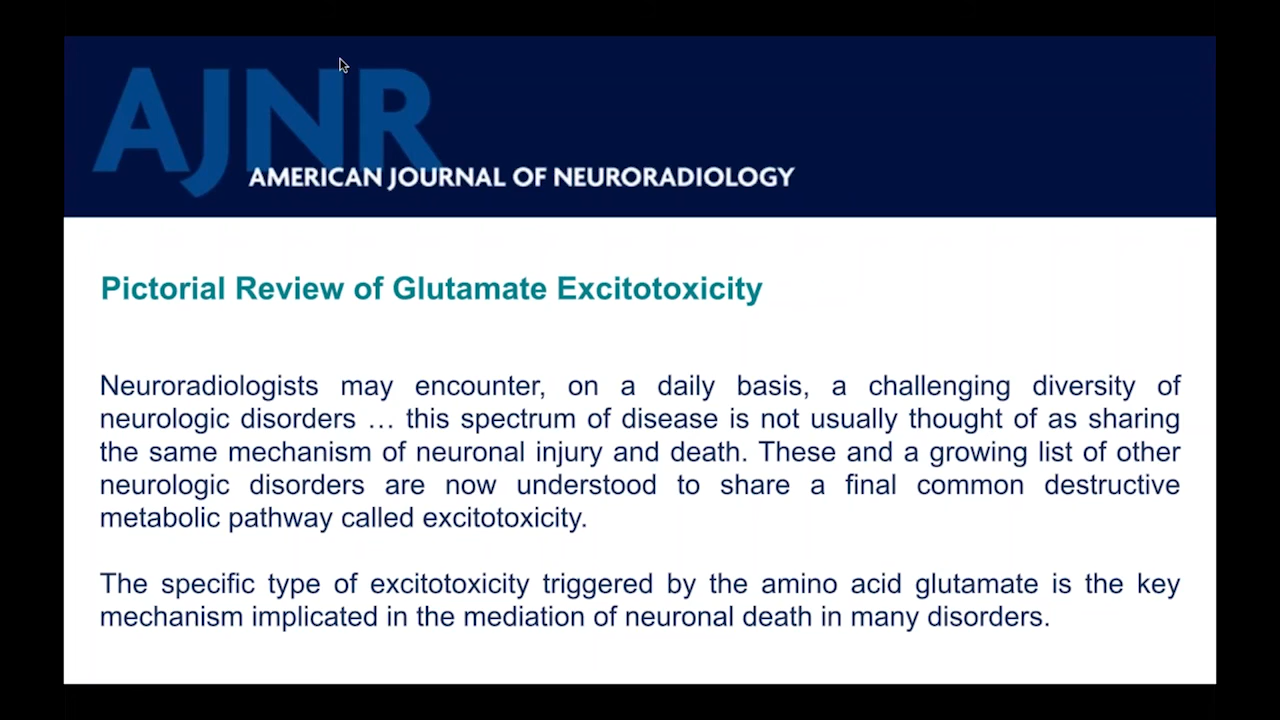 AJNR
AMERICAN JOURNAL OF NEURORADIOLOGY
Pictorial Review of Glutamate Excitotoxicity
Neuroradiologists may encounter, on a daily basis, a challenging diversity of
neurologic disorders … this spectrum of disease is not usually thought of as sharing
the same mechanism of neuronal injury and death. These and a growing list of other
neurologic disorders are now understood to share a final common destructive
metabolic pathway called excitotoxicity.
The specific type of excitotoxicity triggered by the amino acid glutamate is the key
mechanism implicated in the mediation of neuronal death in many disorders.